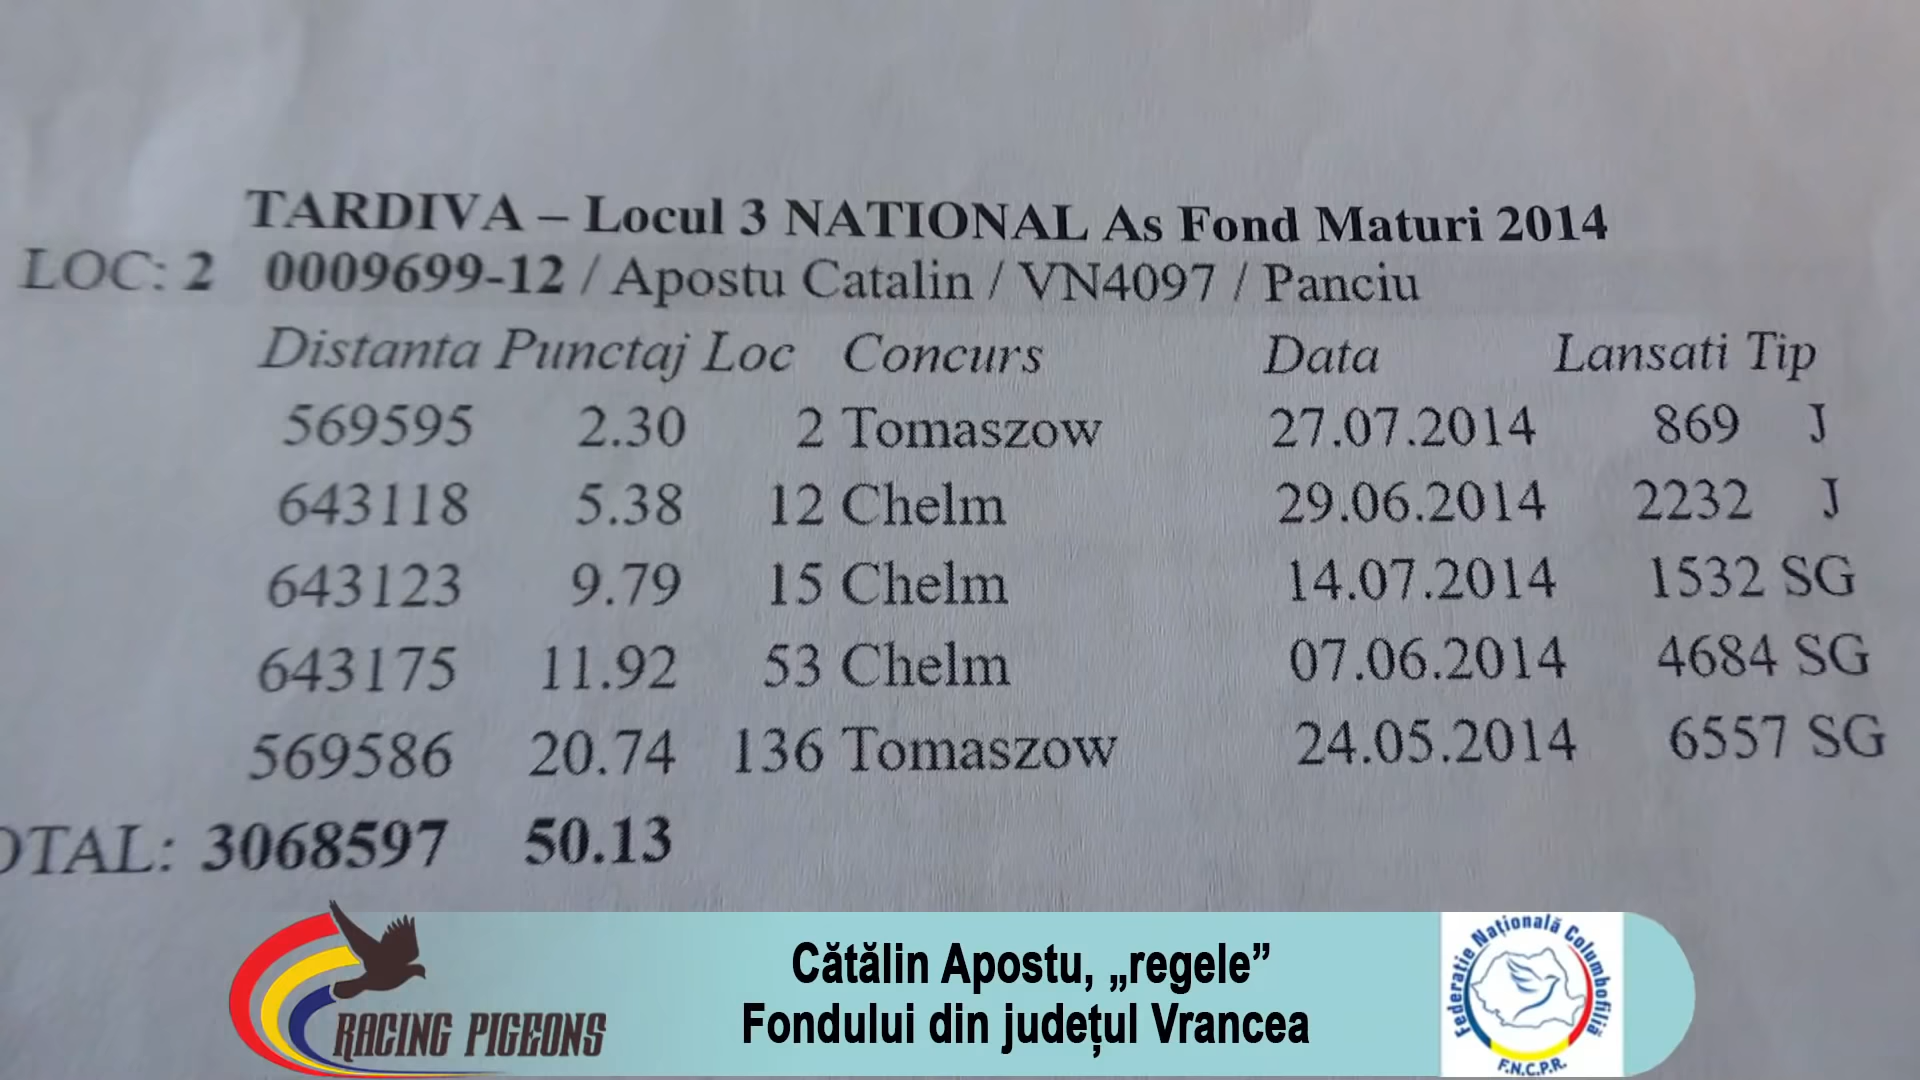 TARDIVA – Locul 3 NATIONAL As Fond Maturi 2014
LOC: 2 0009699-12 / Apostu Catalin / VN4097 / Panciu
Distanta Punctaj Loc Concurs Data Lansati Tip
569595 2.30 2 Tomaszow 27.07.2014 869 J
643118 5.38 12 Chelm 29.06.2014 2232 J
643123 9.79 15 Chelm 14.07.2014 1532 SG
643175 11.92 53 Chelm 07.06.2014 4684 SG
569586 20.74 136 Tomaszow 24.05.2014 6557 SG
OTAL: 3068597 50.13
RACING PIGEONS
Cătălin Apostu, „regele”
Fondului din județul Vrancea
Federatie Națională Columbofilă
F.N.C.P.R.